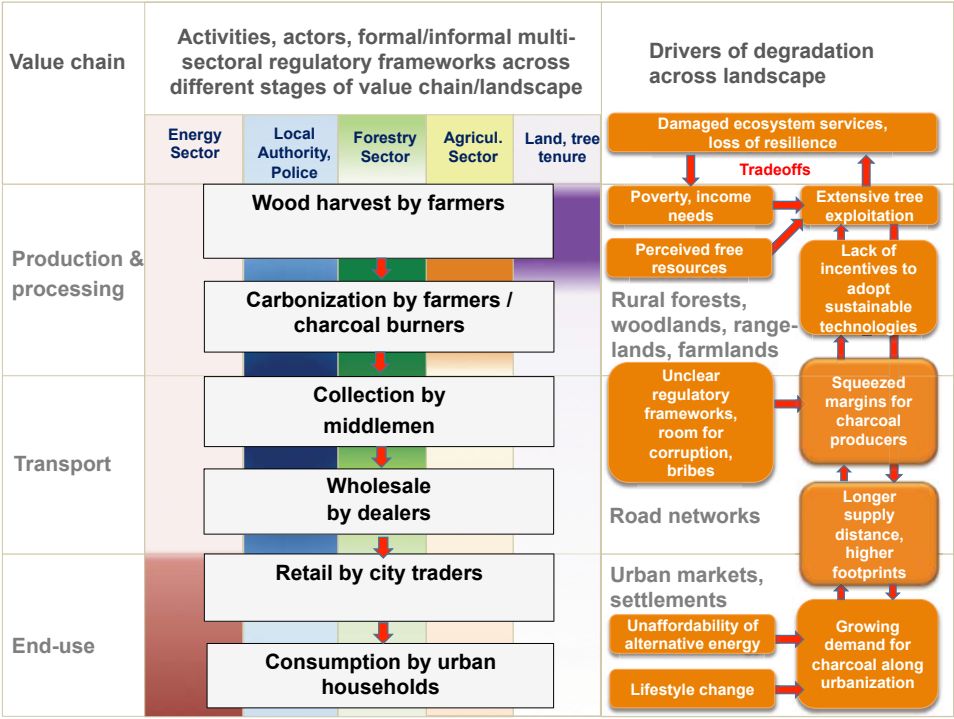 Value chain
Activities, actors, formal/informal multi-
sectoral regulatory frameworks across
different stages of value chain/landscape
Drivers of degradation
across landscape
Energy
Sector
Local
Authority,
Police
Forestry
Sector
Agricul.
Sector
Land, tree
tenure
Production &
processing
Transport
End-use
Wood harvest by farmers
Carbonization by farmers /
charcoal burners
Collection by
middlemen
Wholesale
by dealers
Retail by city traders
Consumption by urban
households
Damaged ecosystem services,
loss of resilience
Tradeoffs
Poverty, income
needs
Extensive tree
exploitation
Perceived free
resources
Lack of
incentives to
adopt
sustainable
technologies
Rural forests,
woodlands, range-
lands, farmlands
Unclear
regulatory
frameworks,
room for
corruption,
bribes
Squeezed
margins for
charcoal
producers
Road networks
Longer
supply
distance,
higher
footprints
Urban markets,
settlements
Unaffordability of
alternative energy
Growing
demand for
charcoal along
urbanization
Lifestyle change